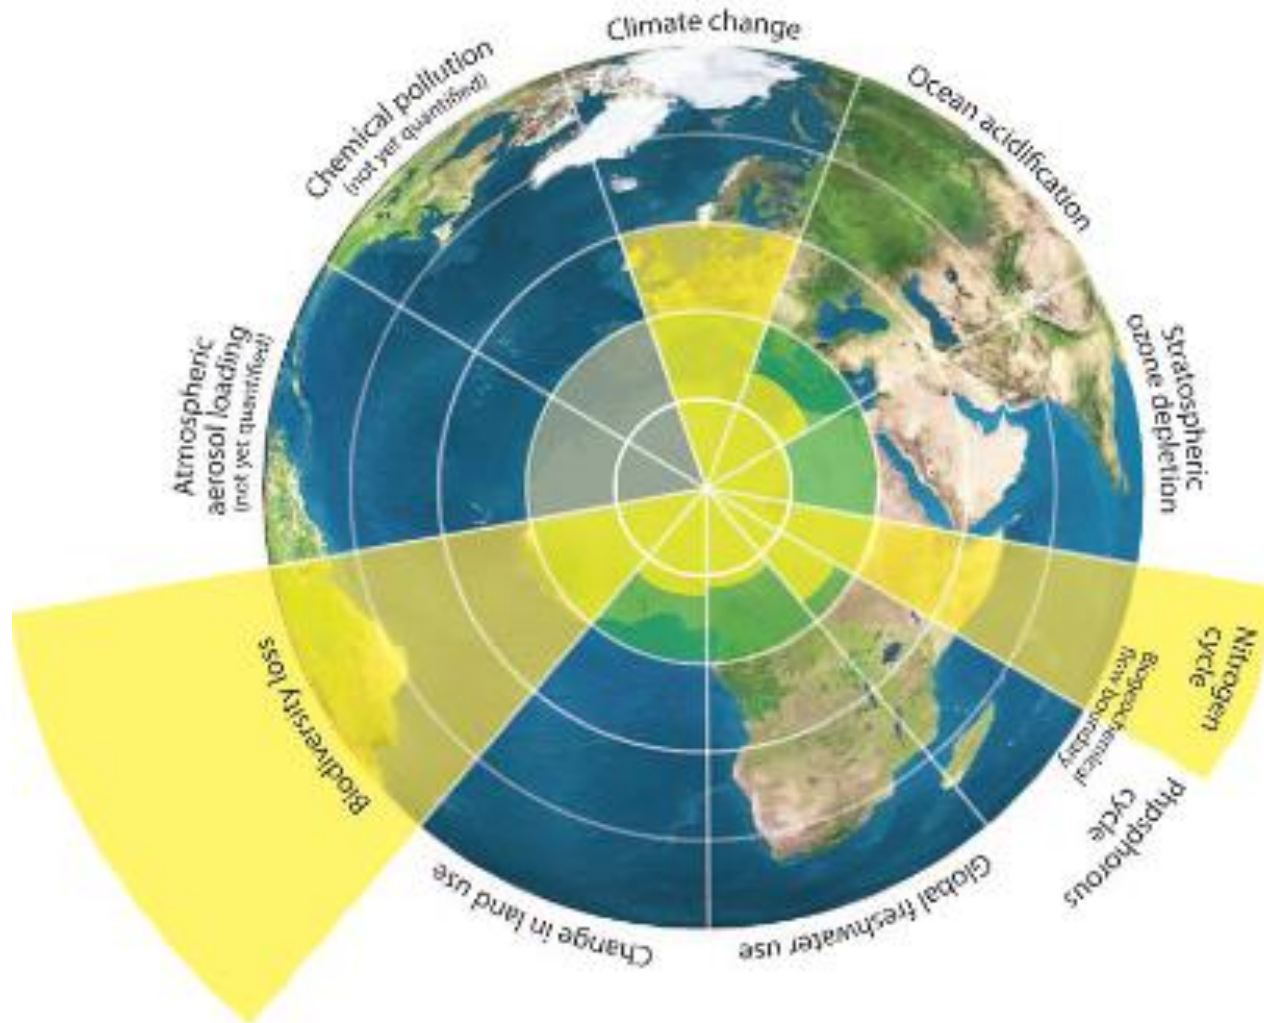 Climate change
Ocean acidification
Stratospheric
ozone depletion
Nitrogen
cycle
Biogeochemical
flow boundary
Phpsphorous
cycle
Global freshwater use
Change in land use
Biodiversity loss
Atmospheric
aerosol loading
(not yet quantified)
Chemical pollution
(not yet quantified)